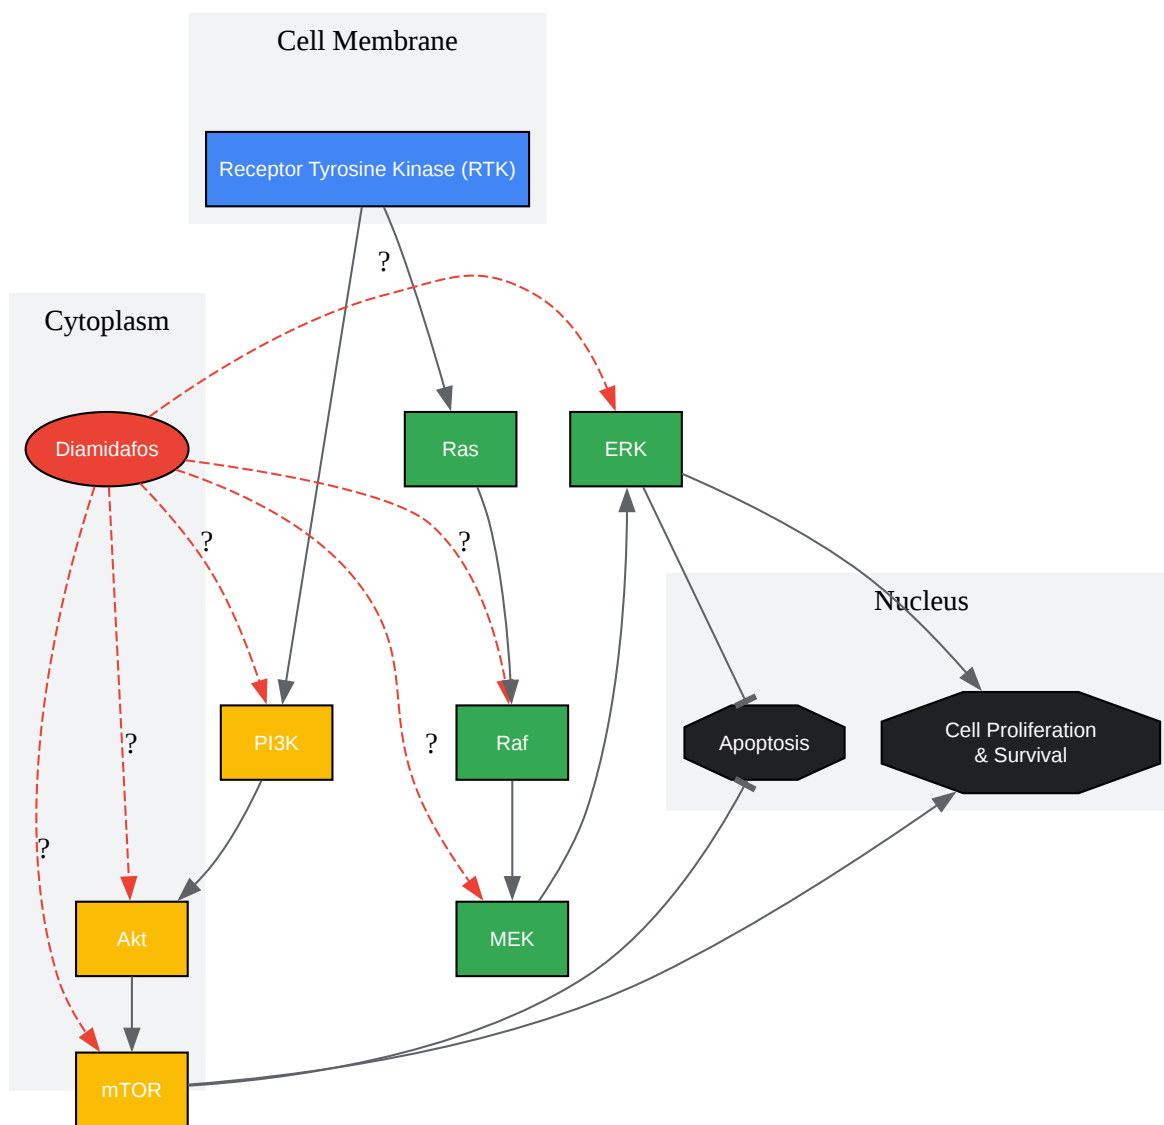 Cell Membrane
Receptor Tyrosine Kinase (RTK)
?
Cytoplasm
Diamidafos
Ras
ERK
?
?
Nucleus
PI3K
Raf
Apoptosis
Cell Proliferation
& Survival
?
?
?
Akt
MEK
mTOR